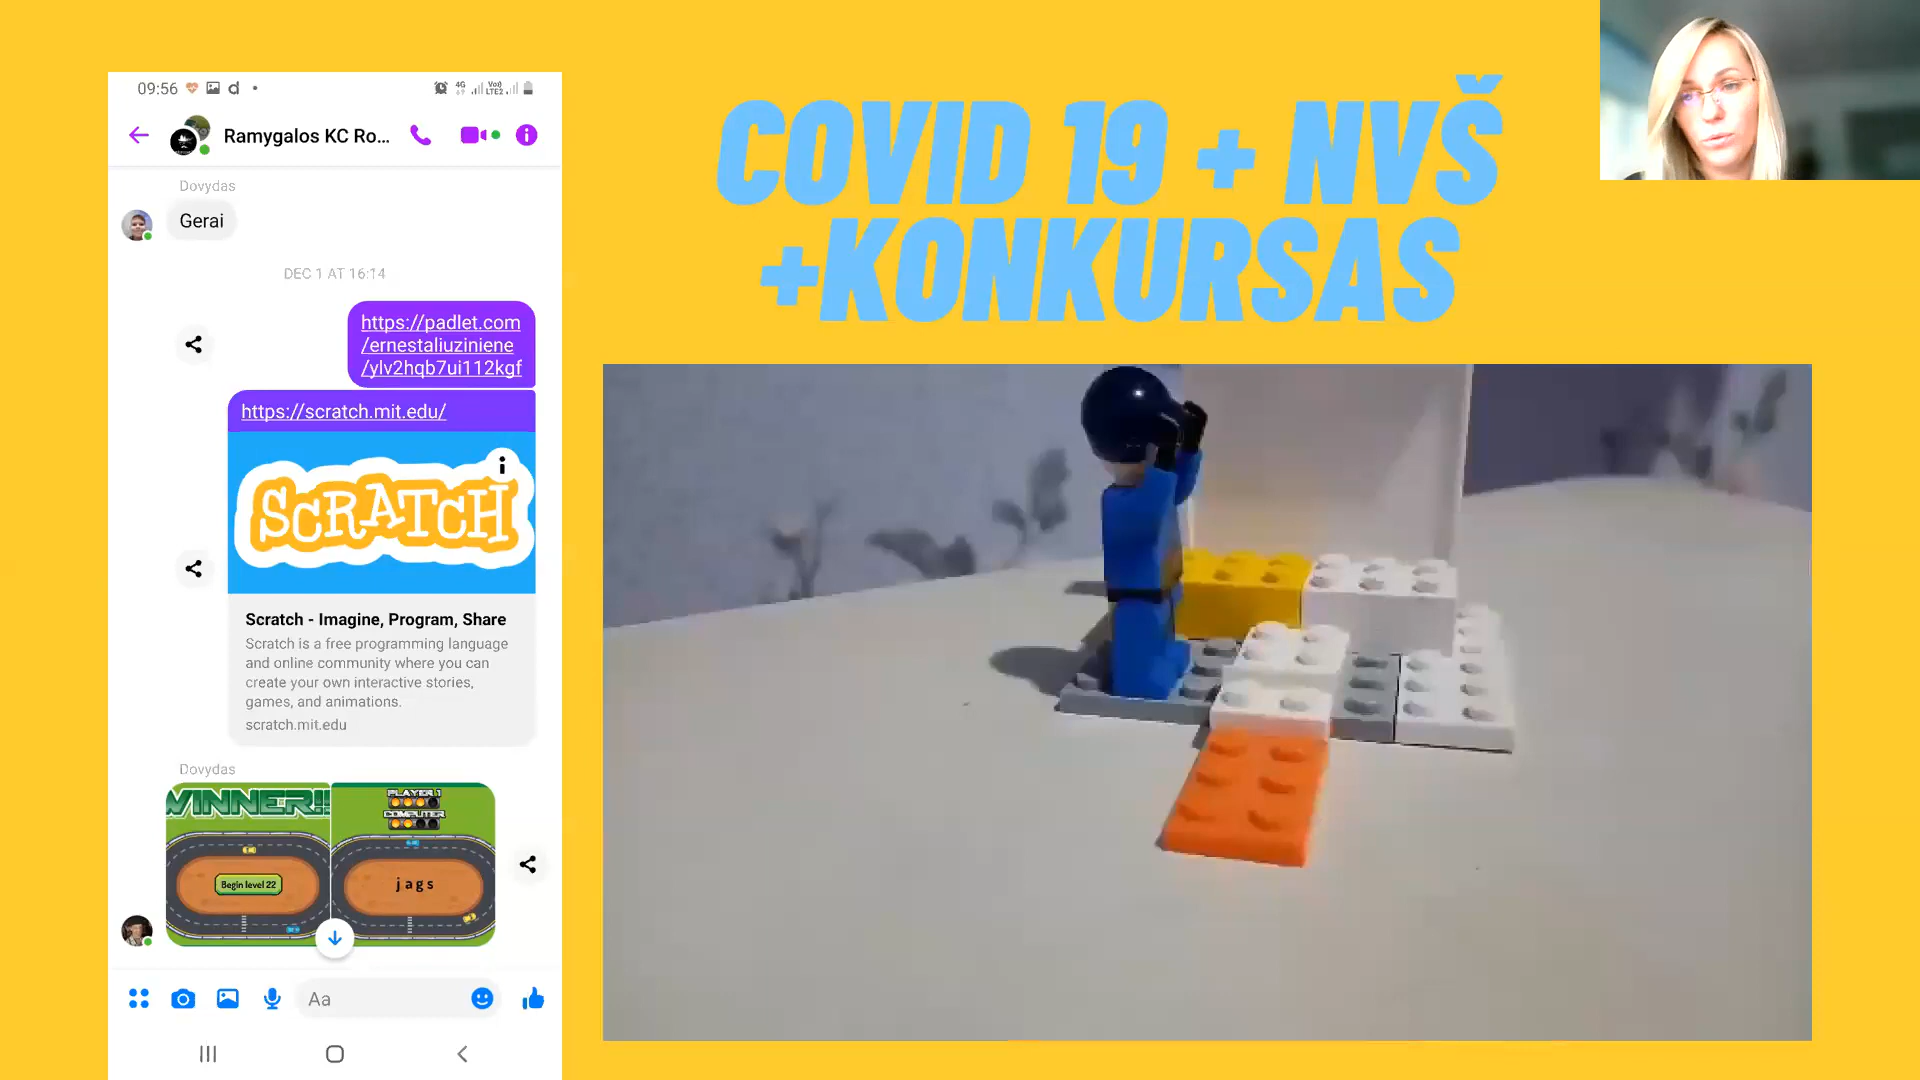 COVID 19 + NVŠ
+KONKURSAS
09:56
4G
Vo))
LTE2
Ramygalos KC Ro...
Dovydas
Gerai
DEC 1 AT 16:14
https://padlet.com
/ernestaliuziniene
/ylv2hqb7ui112kgf
https://scratch.mit.edu/
SCRATCH
Scratch - Imagine, Program, Share
Scratch is a free programming language
and online community where you can
create your own interactive stories,
games, and animations.
scratch.mit.edu
Dovydas
WINNER!!
Begin level 22
PLAYER 1
COMPUTER
jags
Aa